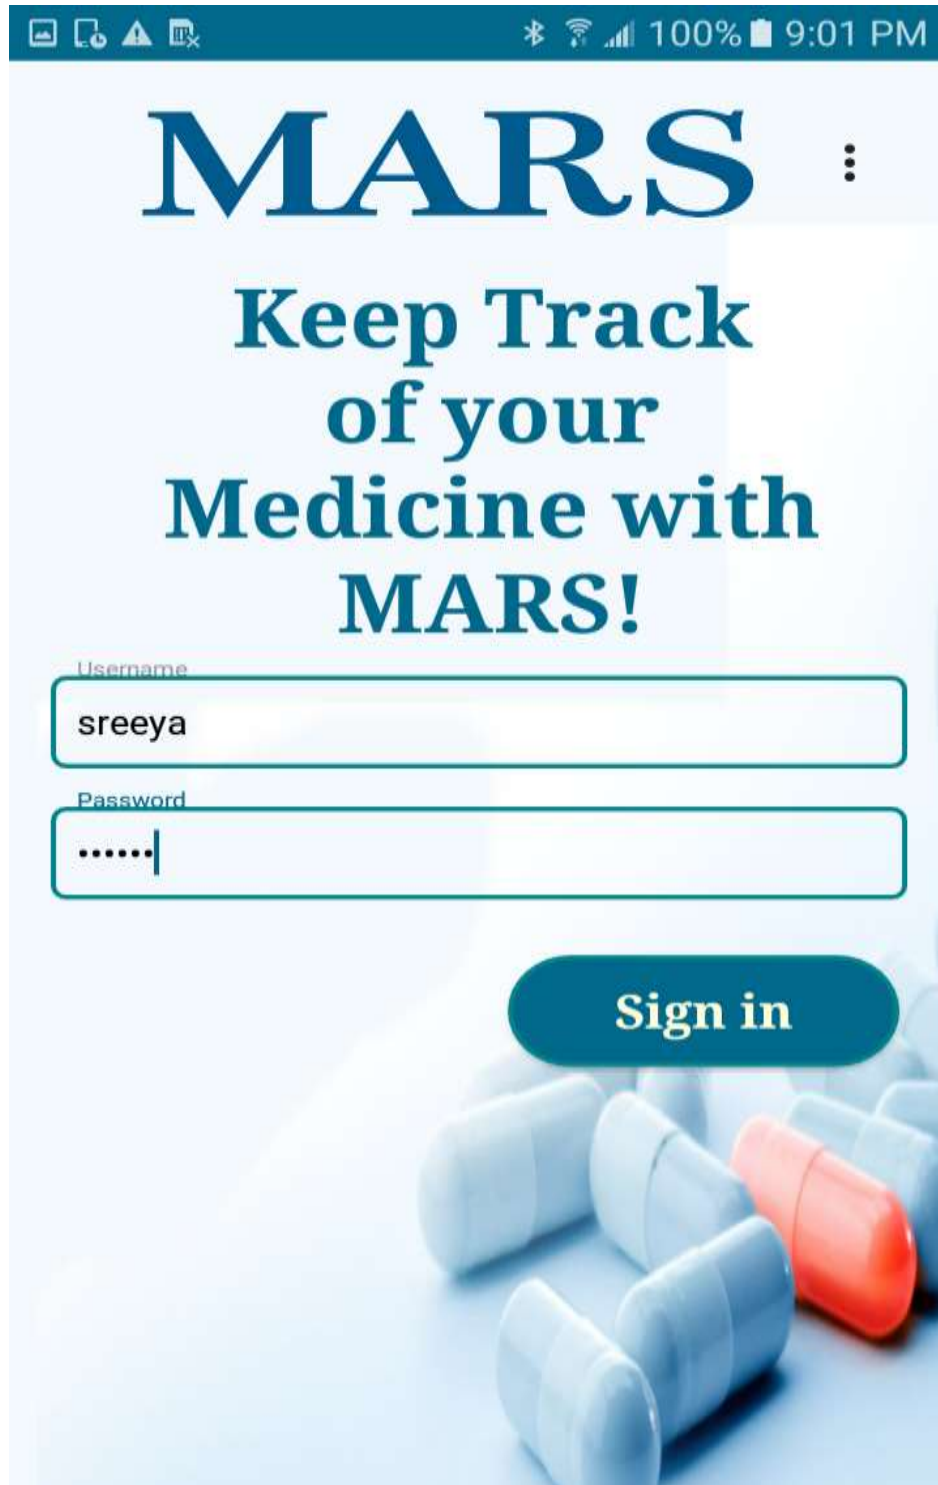 100% 9:01 PM
MARS
Keep Track
of your
Medicine with
MARS!
Username
sreeya
Password
••••••
Sign in